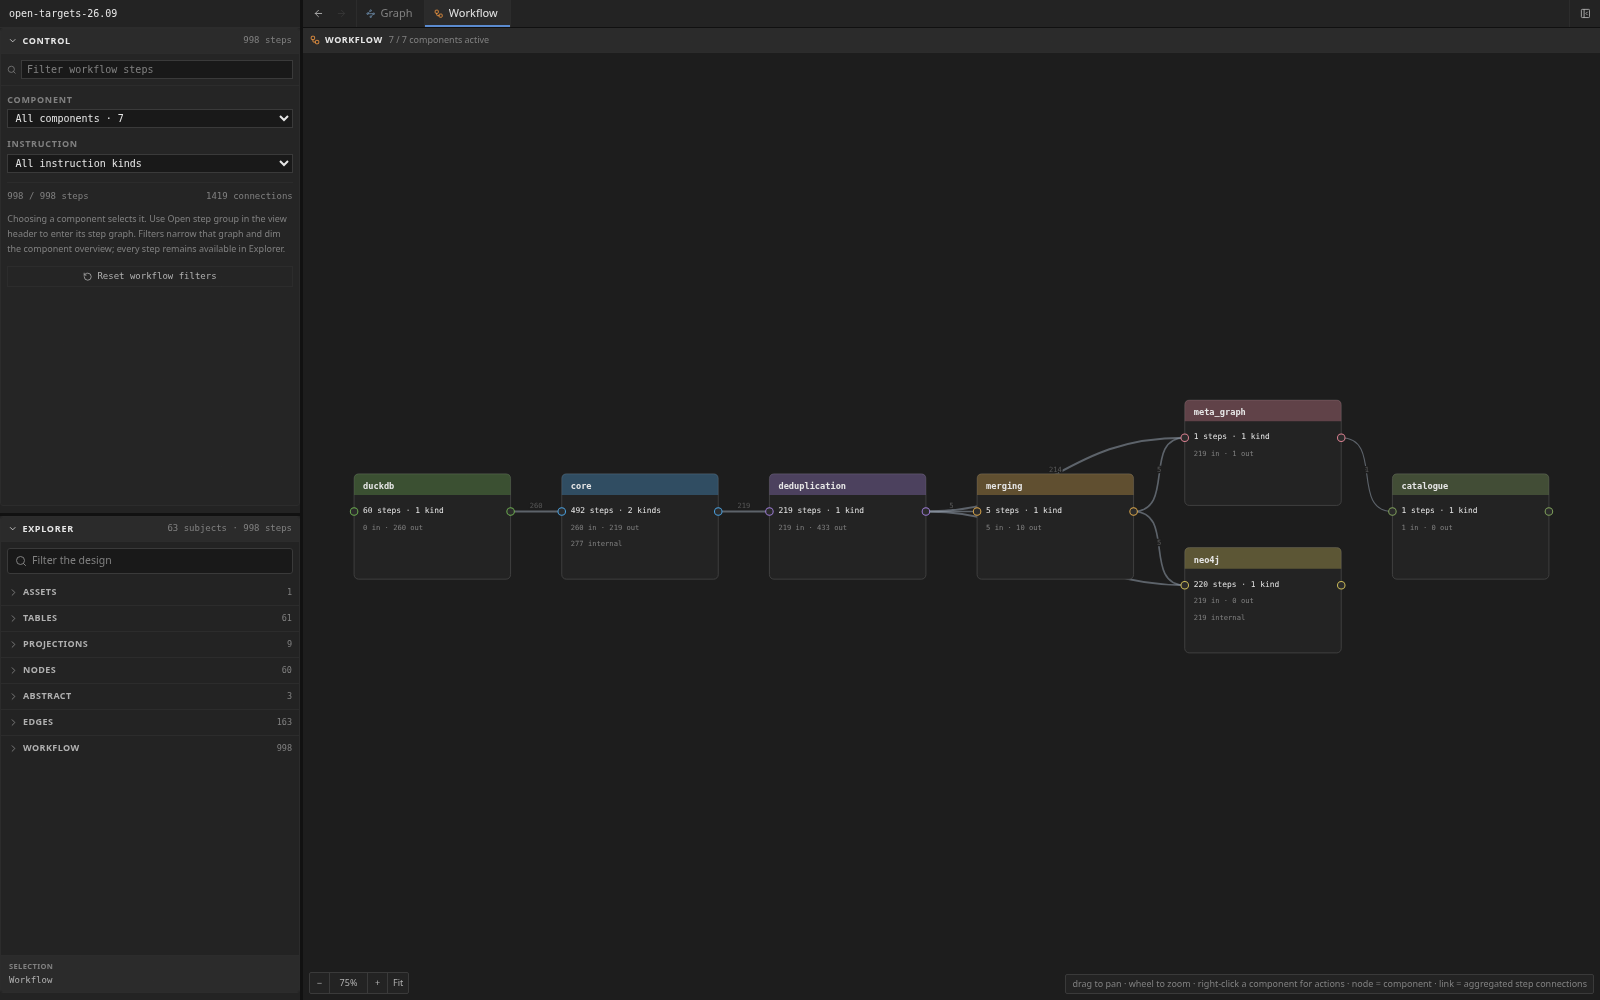 open-targets-26.09
CONTROL 998 steps
Filter workflow steps
COMPONENT
All components · 7
INSTRUCTION
All instruction kinds
998 / 998 steps 1419 connections
Choosing a component selects it. Use Open step group in the view
header to enter its step graph. Filters narrow that graph and dim
the component overview; every step remains available in Explorer.
Reset workflow filters
EXPLORER 63 subjects · 998 steps
Filter the design
ASSETS 1
TABLES 61
PROJECTIONS 9
NODES 60
ABSTRACT 3
EDGES 163
WORKFLOW 998
SELECTION
Workflow
Graph Workflow
WORKFLOW 7 / 7 components active
duckdb
60 steps · 1 kind
0 in · 260 out
260
core
492 steps · 2 kinds
260 in · 219 out
277 internal
219
deduplication
219 steps · 1 kind
219 in · 433 out
5
merging
5 steps · 1 kind
5 in · 10 out
214
5
5
meta_graph
1 steps · 1 kind
219 in · 1 out
neo4j
220 steps · 1 kind
219 in · 0 out
219 internal
1
catalogue
1 steps · 1 kind
1 in · 0 out
− 75% + Fit
drag to pan · wheel to zoom · right-click a component for actions · node = component · link = aggregated step connections